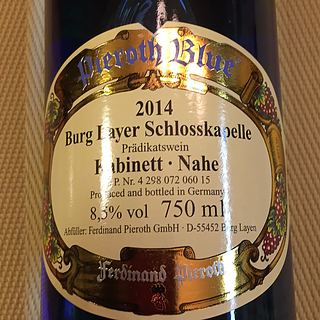 Pieroth Blue
2014
Burg Layer Schlosskapelle
Prädikatswein
Kabinett · Nahe
P. Nr. 4 298 072 060 15
Produced and bottled in Germany
8,5% vol 750 ml
Abfüller: Ferdinand Pieroth GmbH · D-55452 Burg Layen
Ferdinand Pieroth